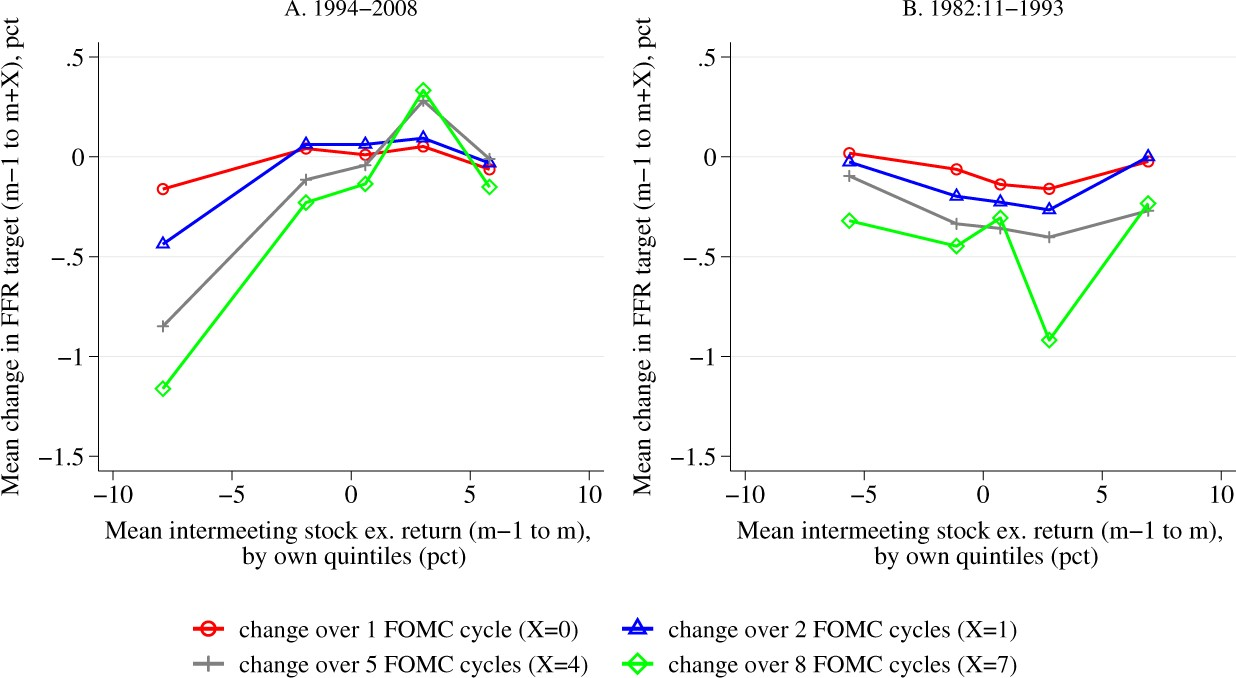 A. 1994−2008
B. 1982:11−1993
Mean change in FFR target (m−1 to m+X), pct
.5
0
−.5
−1
−1.5
−10
−5
0
5
10
Mean intermeeting stock ex. return (m−1 to m),
by own quintiles (pct)
Mean change in FFR target (m−1 to m+X), pct
.5
0
−.5
−1
−1.5
−10
−5
0
5
10
Mean intermeeting stock ex. return (m−1 to m),
by own quintiles (pct)
change over 1 FOMC cycle (X=0)
change over 2 FOMC cycles (X=1)
change over 5 FOMC cycles (X=4)
change over 8 FOMC cycles (X=7)